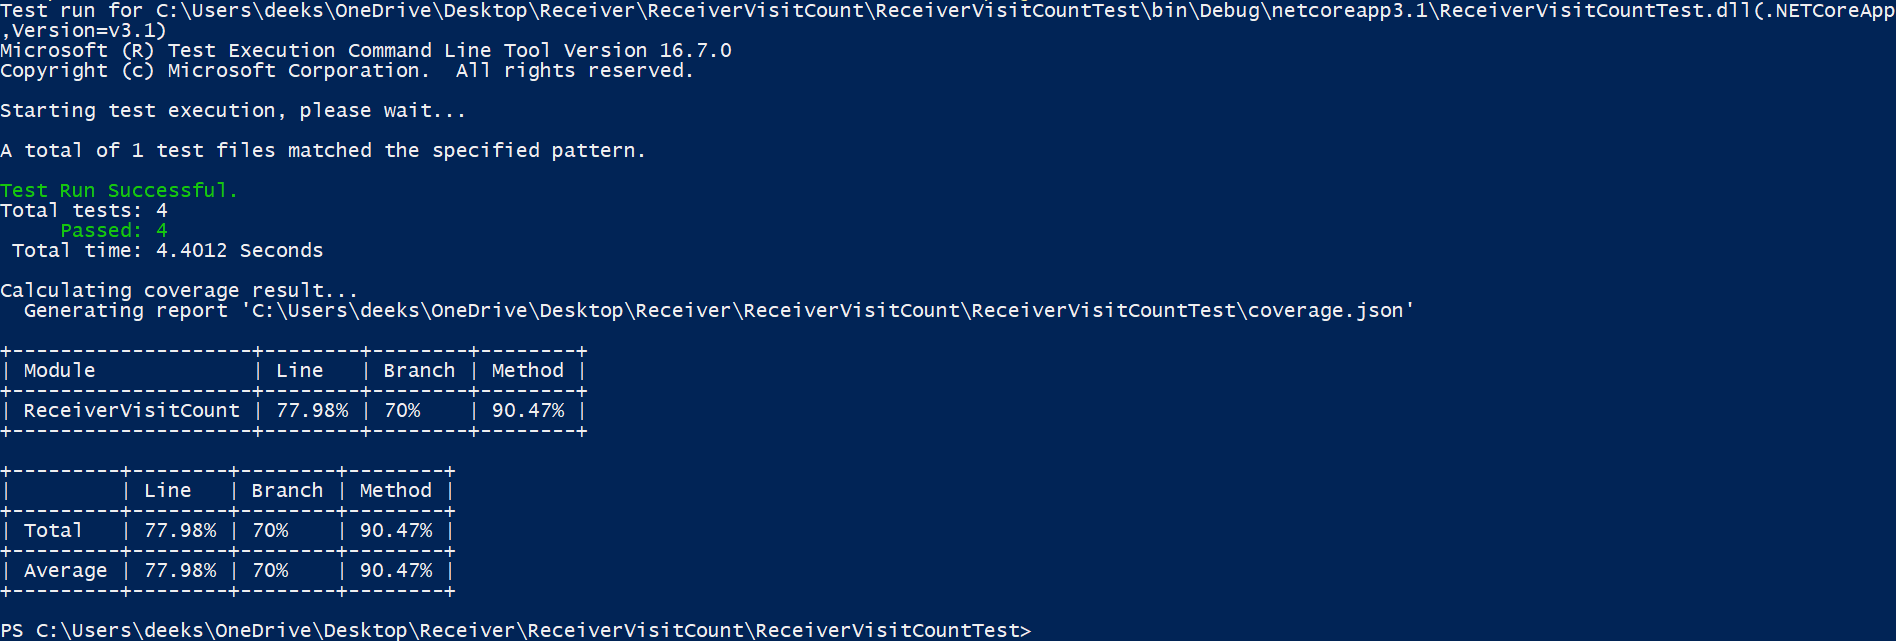 Test run for C:\Users\deeks\OneDrive\Desktop\Receiver\ReceiverVisitCount\ReceiverVisitCountTest\bin\Debug\netcoreapp3.1\ReceiverVisitCountTest.dll(.NETCoreApp
,Version=v3.1)
Microsoft (R) Test Execution Command Line Tool Version 16.7.0
Copyright (c) Microsoft Corporation.  All rights reserved.

Starting test execution, please wait...

A total of 1 test files matched the specified pattern.

Test Run Successful.
Total tests: 4
     Passed: 4
 Total time: 4.4012 Seconds

Calculating coverage result...
  Generating report 'C:\Users\deeks\OneDrive\Desktop\Receiver\ReceiverVisitCount\ReceiverVisitCountTest\coverage.json'

+--------------------+--------+--------+--------+
| Module             | Line   | Branch | Method |
+--------------------+--------+--------+--------+
| ReceiverVisitCount | 77.98% | 70%    | 90.47% |
+--------------------+--------+--------+--------+

+---------+--------+--------+--------+
|         | Line   | Branch | Method |
+---------+--------+--------+--------+
| Total   | 77.98% | 70%    | 90.47% |
+---------+--------+--------+--------+
| Average | 77.98% | 70%    | 90.47% |
+---------+--------+--------+--------+

PS C:\Users\deeks\OneDrive\Desktop\Receiver\ReceiverVisitCount\ReceiverVisitCountTest>